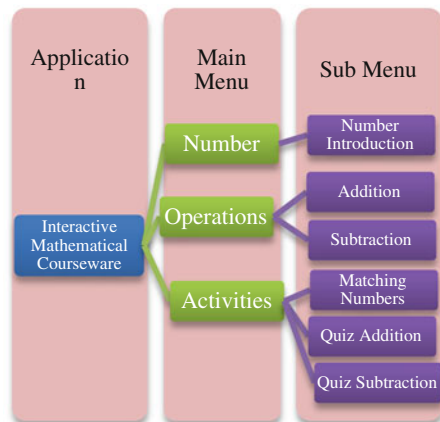 Applicatio
n
Main
Menu
Sub Menu
Interactive
Mathematical
Courseware
Number
Operations
Activities
Number
Introduction
Addition
Subtraction
Matching
Numbers
Quiz Addition
Quiz Subtraction